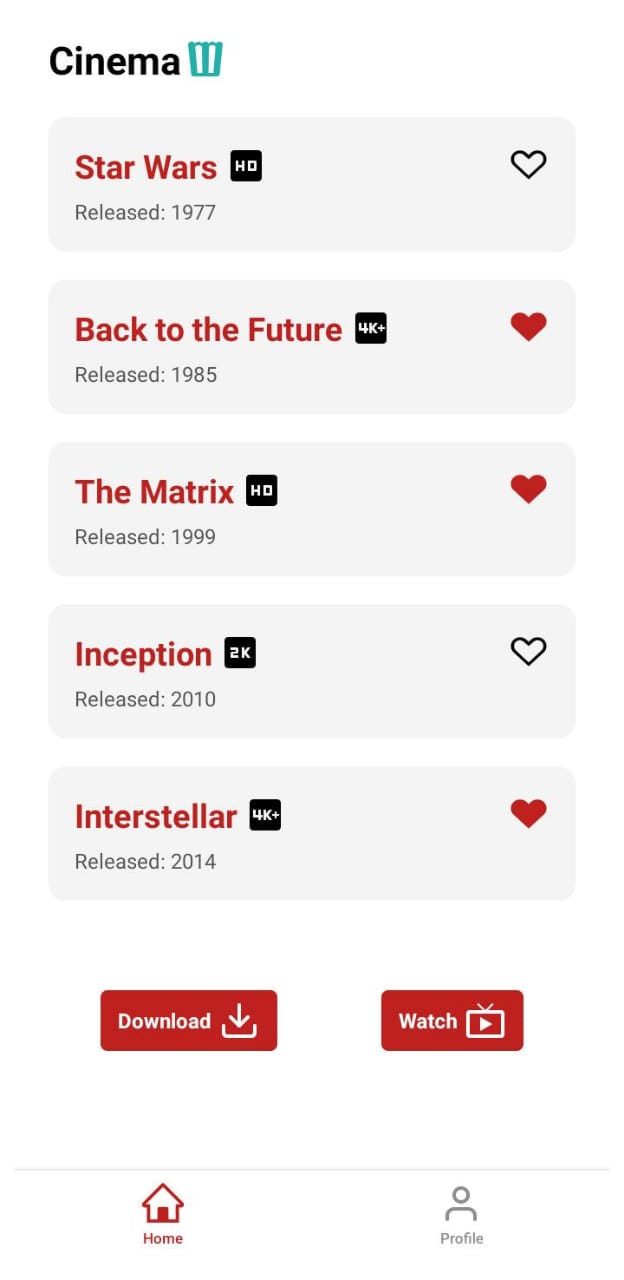 Cinema
Star Wars HD
Released: 1977
Back to the Future 4K+
Released: 1985
The Matrix HD
Released: 1999
Inception 2K
Released: 2010
Interstellar 4K+
Released: 2014
Download Watch
Home Profile